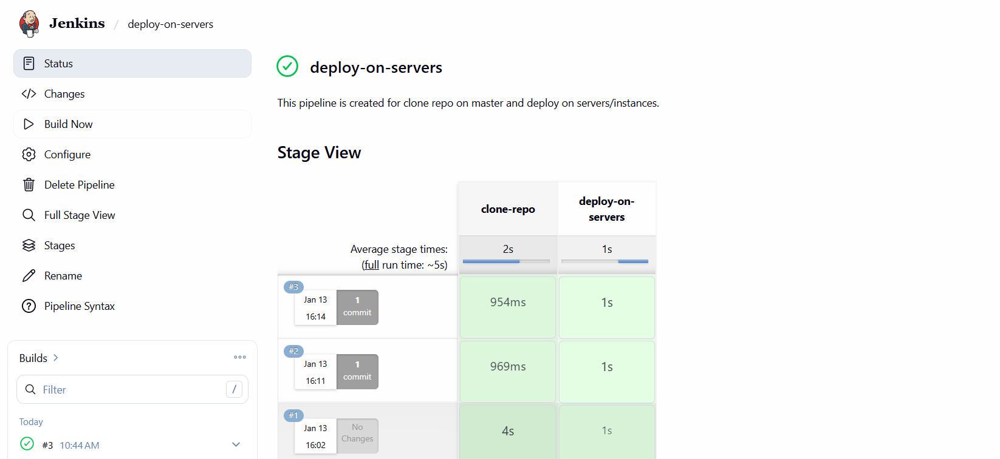 Jenkins / deploy-on-servers
Status
Changes
Build Now
Configure
Delete Pipeline
Full Stage View
Stages
Rename
Pipeline Syntax
Builds
Filter
/
Today
#3 10:44 AM
deploy-on-servers
This pipeline is created for clone repo on master and deploy on servers/instances.
Stage View
clone-repo
deploy-on-
servers
Average stage times:
(full run time: ~5s)
2s
1s
#3
Jan 13
16:14
1
commit
954ms
1s
#2
Jan 13
16:11
1
commit
969ms
1s
#1
Jan 13
16:02
No
Changes
4s
1s